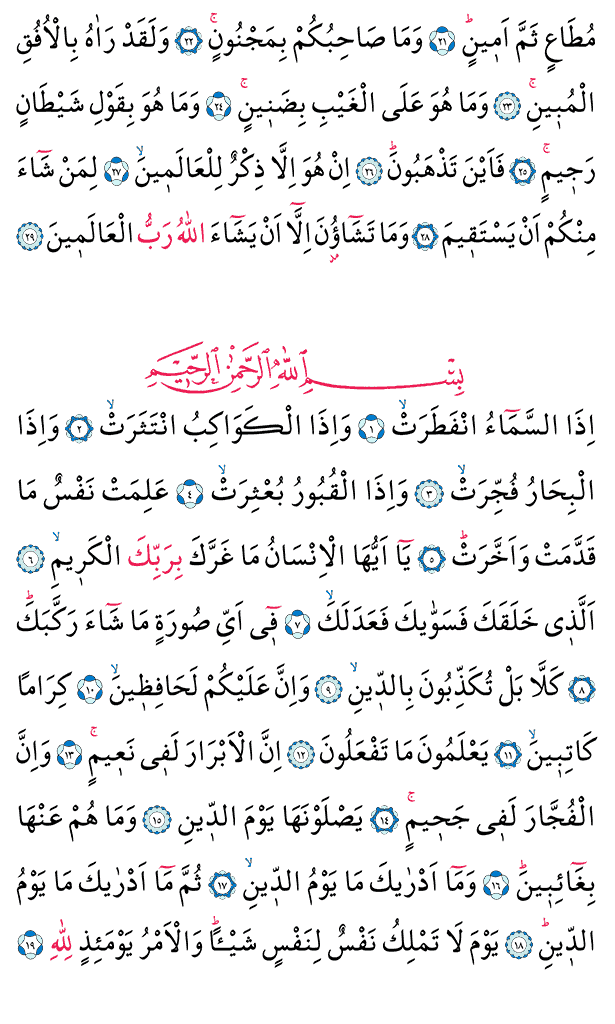 مُطَاعٍ ثَمَّ اَمٖينٍؕ ﴿٢١﴾ وَمَا صَاحِبُكُمْ بِمَجْنُونٍۚ ﴿٢٢﴾ وَلَقَدْ رَاٰهُ بِالْاُفُقِ
الْمُبٖينِۚ ﴿٢٣﴾ وَمَا هُوَ عَلَى الْغَيْبِ بِضَنٖينٍۚ ﴿٢٤﴾ وَمَا هُوَ بِقَوْلِ شَيْطَانٍ
رَجٖيمٍۚ ﴿٢٥﴾ فَاَيْنَ تَذْهَبُونَؕ ﴿٢٦﴾ اِنْ هُوَ اِلَّا ذِكْرٌ لِلْعَالَمٖينَۙ ﴿٢٧﴾ لِمَنْ شَٓاءَ
مِنْكُمْ اَنْ يَسْتَقٖيمَ ﴿٢٨﴾ وَمَا تَشَٓاؤُ۫نَ اِلَّٓا اَنْ يَشَٓاءَ اللّٰهُ رَبُّ الْعَالَمٖينَ ﴿٢٩﴾
بِسْمِ اللّٰهِ الرَّحْمٰنِ الرَّحٖيمِ
اِذَا السَّمَٓاءُ انْفَطَرَتْۙ ﴿١﴾ وَاِذَا الْكَوَاكِبُ انْتَثَرَتْۙ ﴿٢﴾ وَاِذَا
الْبِحَارُ فُجِّرَتْۙ ﴿٣﴾ وَاِذَا الْقُبُورُ بُعْثِرَتْۙ ﴿٤﴾ عَلِمَتْ نَفْسٌ مَا
قَدَّمَتْ وَاَخَّرَتْؕ ﴿٥﴾ يَٓا اَيُّهَا الْاِنْسَانُ مَا غَرَّكَ بِرَبِّكَ الْكَرٖيمِۙ ﴿٦﴾
اَلَّذٖى خَلَقَكَ فَسَوّٰيكَ فَعَدَلَكَۙ ﴿٧﴾ فٖٓى اَىِّ صُورَةٍ مَا شَٓاءَ رَكَّبَكَؕ
﴿٨﴾ كَلَّا بَلْ تُكَذِّبُونَ بِالدّٖينِۙ ﴿٩﴾ وَاِنَّ عَلَيْكُمْ لَحَافِظٖينَۙ ﴿١٠﴾ كِرَامًا
كَاتِبٖينَۙ ﴿١١﴾ يَعْلَمُونَ مَا تَفْعَلُونَ ﴿١٢﴾ اِنَّ الْاَبْرَارَ لَفٖى نَعٖيمٍۚ ﴿١٣﴾ وَاِنَّ
الْفُجَّارَ لَفٖى جَحٖيمٍۚ ﴿١٤﴾ يَصْلَوْنَهَا يَوْمَ الدّٖينِ ﴿١٥﴾ وَمَا هُمْ عَنْهَا
بِغَٓائِبٖينَؕ ﴿١٦﴾ وَمَٓا اَدْرٰيكَ مَا يَوْمُ الدّٖينِۙ ﴿١٧﴾ ثُمَّ مَٓا اَدْرٰيكَ مَا يَوْمُ
الدّٖينِؕ ﴿١٨﴾ يَوْمَ لَا تَمْلِكُ نَفْسٌ لِنَفْسٍ شَيْـًٔاؕ وَالْاَمْرُ يَوْمَئِذٍ لِلّٰهِ ﴿١٩﴾